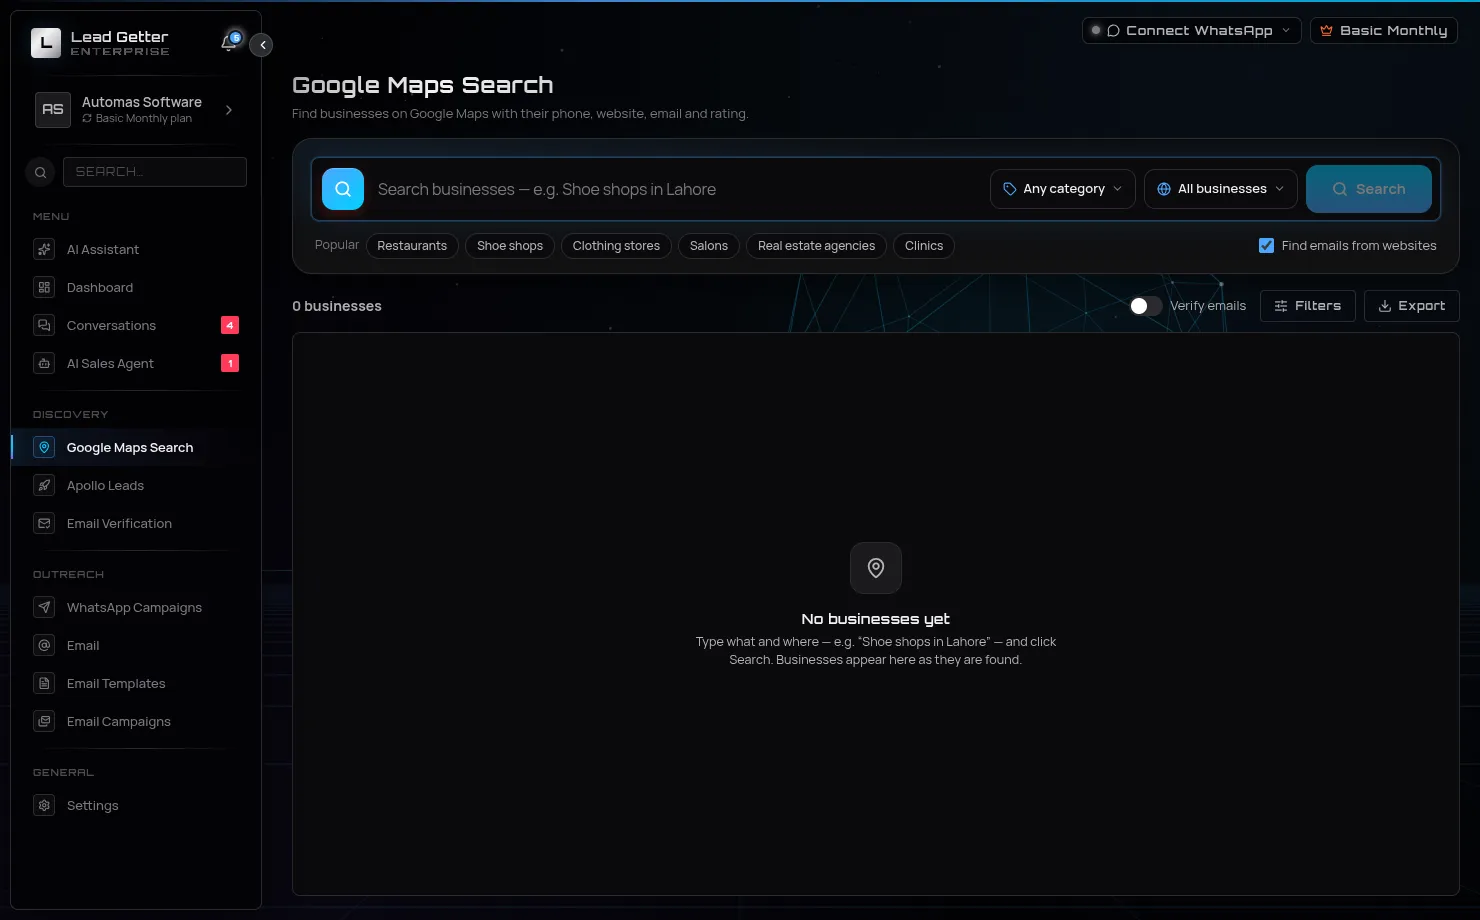 Lead Getter
ENTERPRISE
5
L
AS
Automas Software
Basic Monthly plan
SEARCH...
MENU
AI Assistant
Dashboard
Conversations 4
AI Sales Agent 1
DISCOVERY
Google Maps Search
Apollo Leads
Email Verification
OUTREACH
WhatsApp Campaigns
Email
Email Templates
Email Campaigns
GENERAL
Settings
Connect WhatsApp
Basic Monthly
Google Maps Search
Find businesses on Google Maps with their phone, website, email and rating.
Search businesses — e.g. Shoe shops in Lahore
Any category
All businesses
Search
Popular Restaurants Shoe shops Clothing stores Salons Real estate agencies Clinics
Find emails from websites
0 businesses
Verify emails
Filters
Export
No businesses yet
Type what and where — e.g. “Shoe shops in Lahore” — and click
Search. Businesses appear here as they are found.